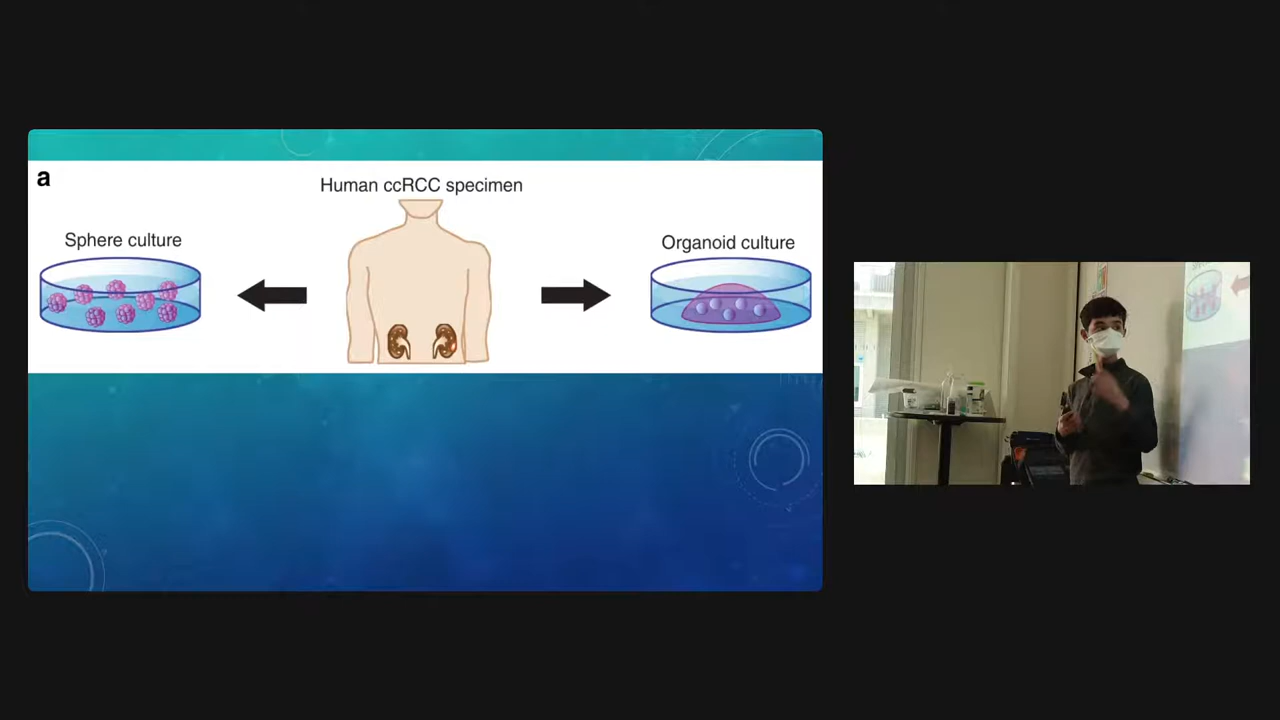 a
Human ccRCC specimen
Sphere culture
Organoid culture